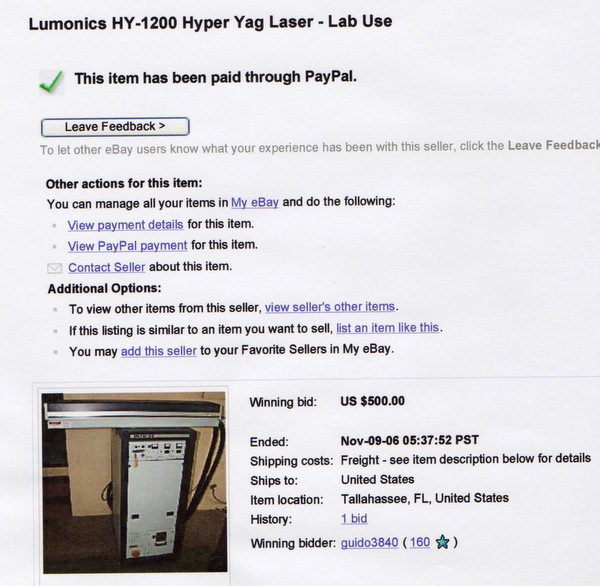 Lumonics HY-1200 Hyper Yag Laser - Lab Use
This item has been paid through PayPal.
Leave Feedback >
To let other eBay users know what your experience has been with this seller, click the Leave Feedback
Other actions for this item:
You can manage all your items in My eBay and do the following:
View payment details for this item.
View PayPal payment for this item.
Contact Seller about this item.
Additional Options:
To view other items from this seller, view seller's other items.
If this listing is similar to an item you want to sell, list an item like this.
You may add this seller to your Favorite Sellers in My eBay.
Winning bid: US $500.00
Ended: Nov-09-06 05:37:52 PST
Shipping costs: Freight - see item description below for details
Ships to: United States
Item location: Tallahassee, FL, United States
History: 1 bid
Winning bidder: guido3840 ( 160 )